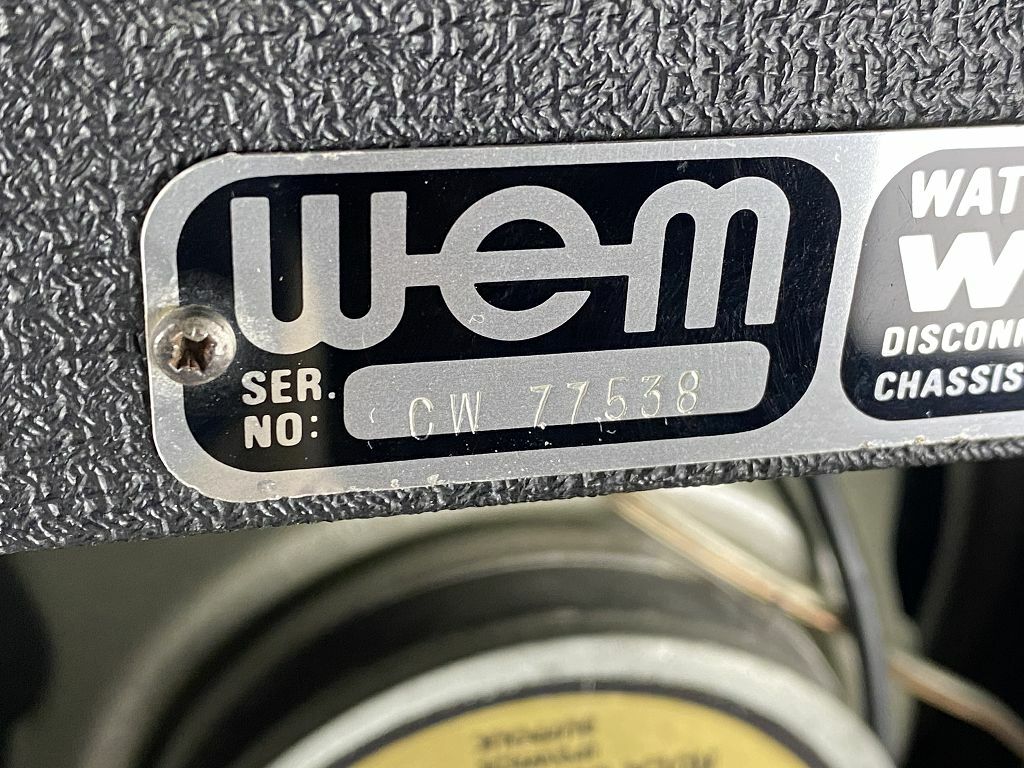 wem
SER.
NO:
CW 77538
WAT
W
DISCONN
CHASSIS